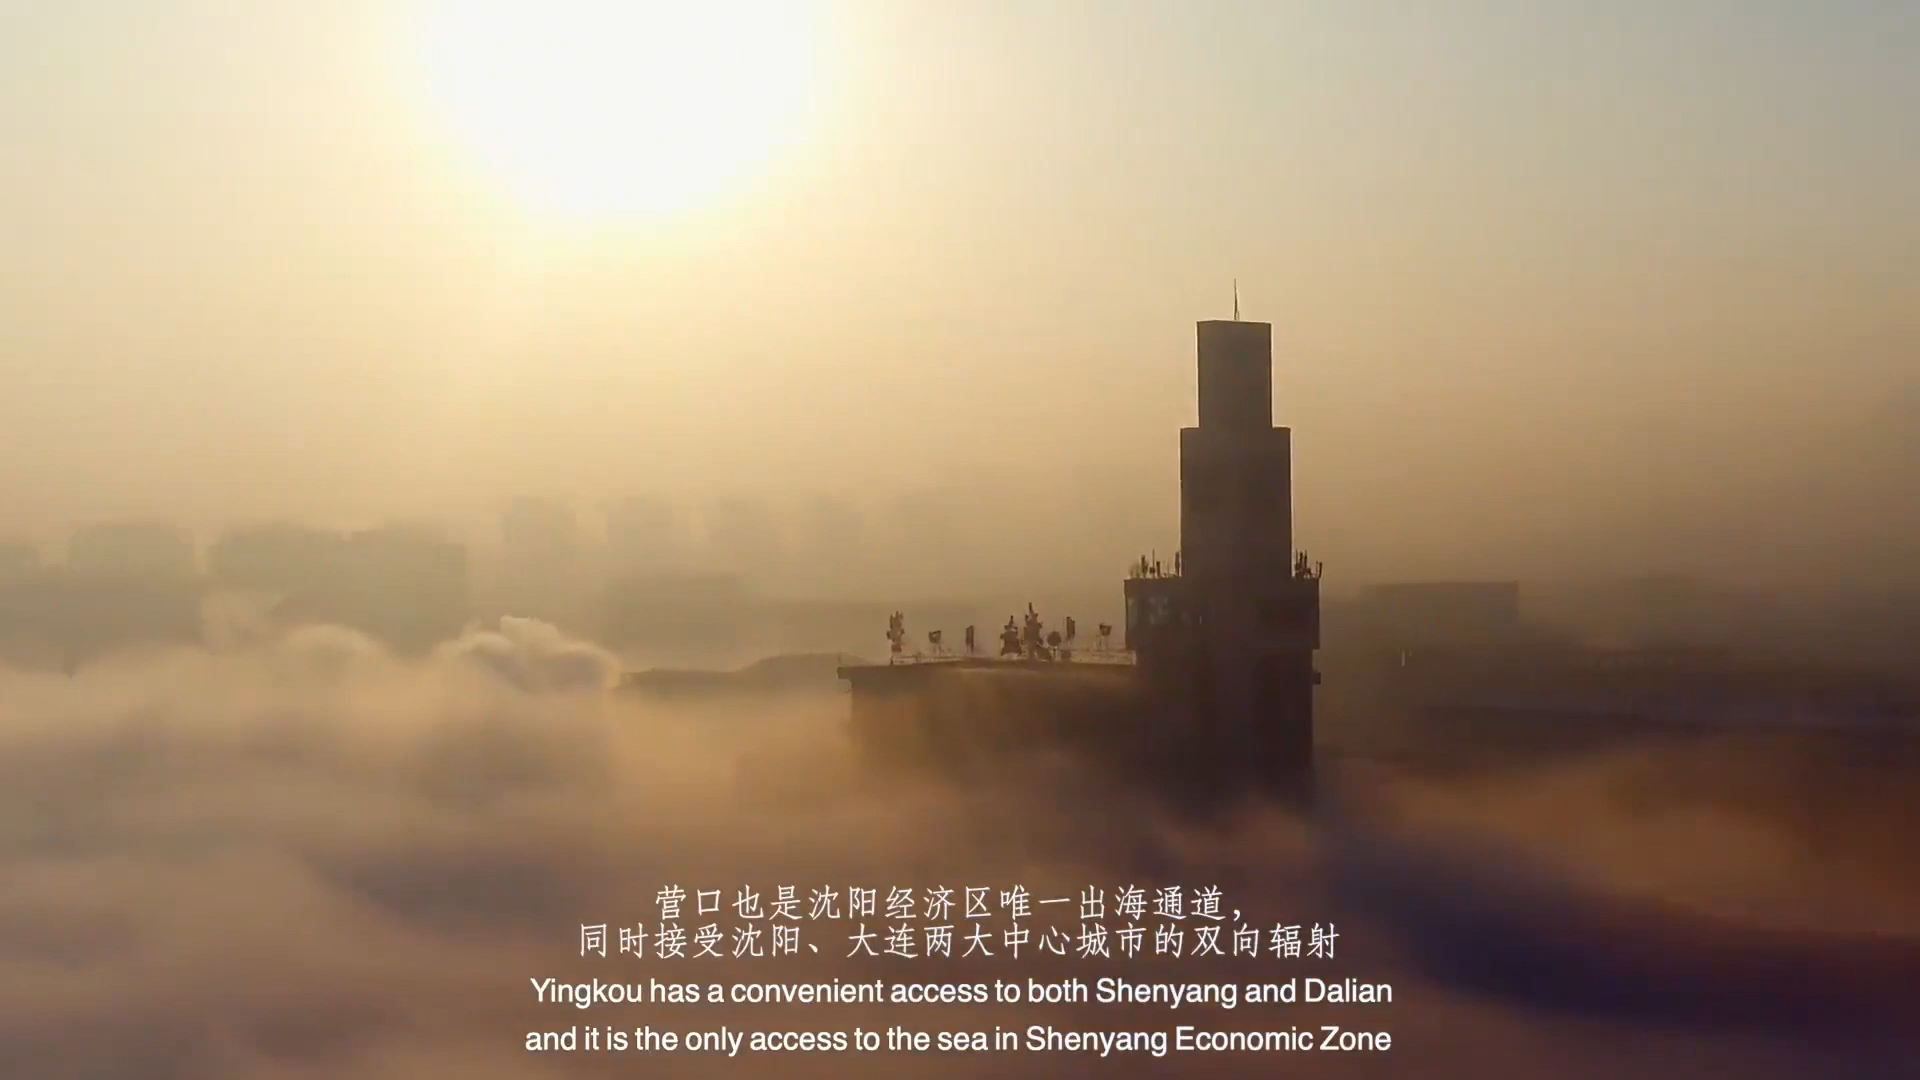 营口也是沈阳经济区唯一出海通道，
同时接受沈阳、大连两大中心城市的双向辐射
Yingkou has a convenient access to both Shenyang and Dalian
and it is the only access to the sea in Shenyang Economic Zone